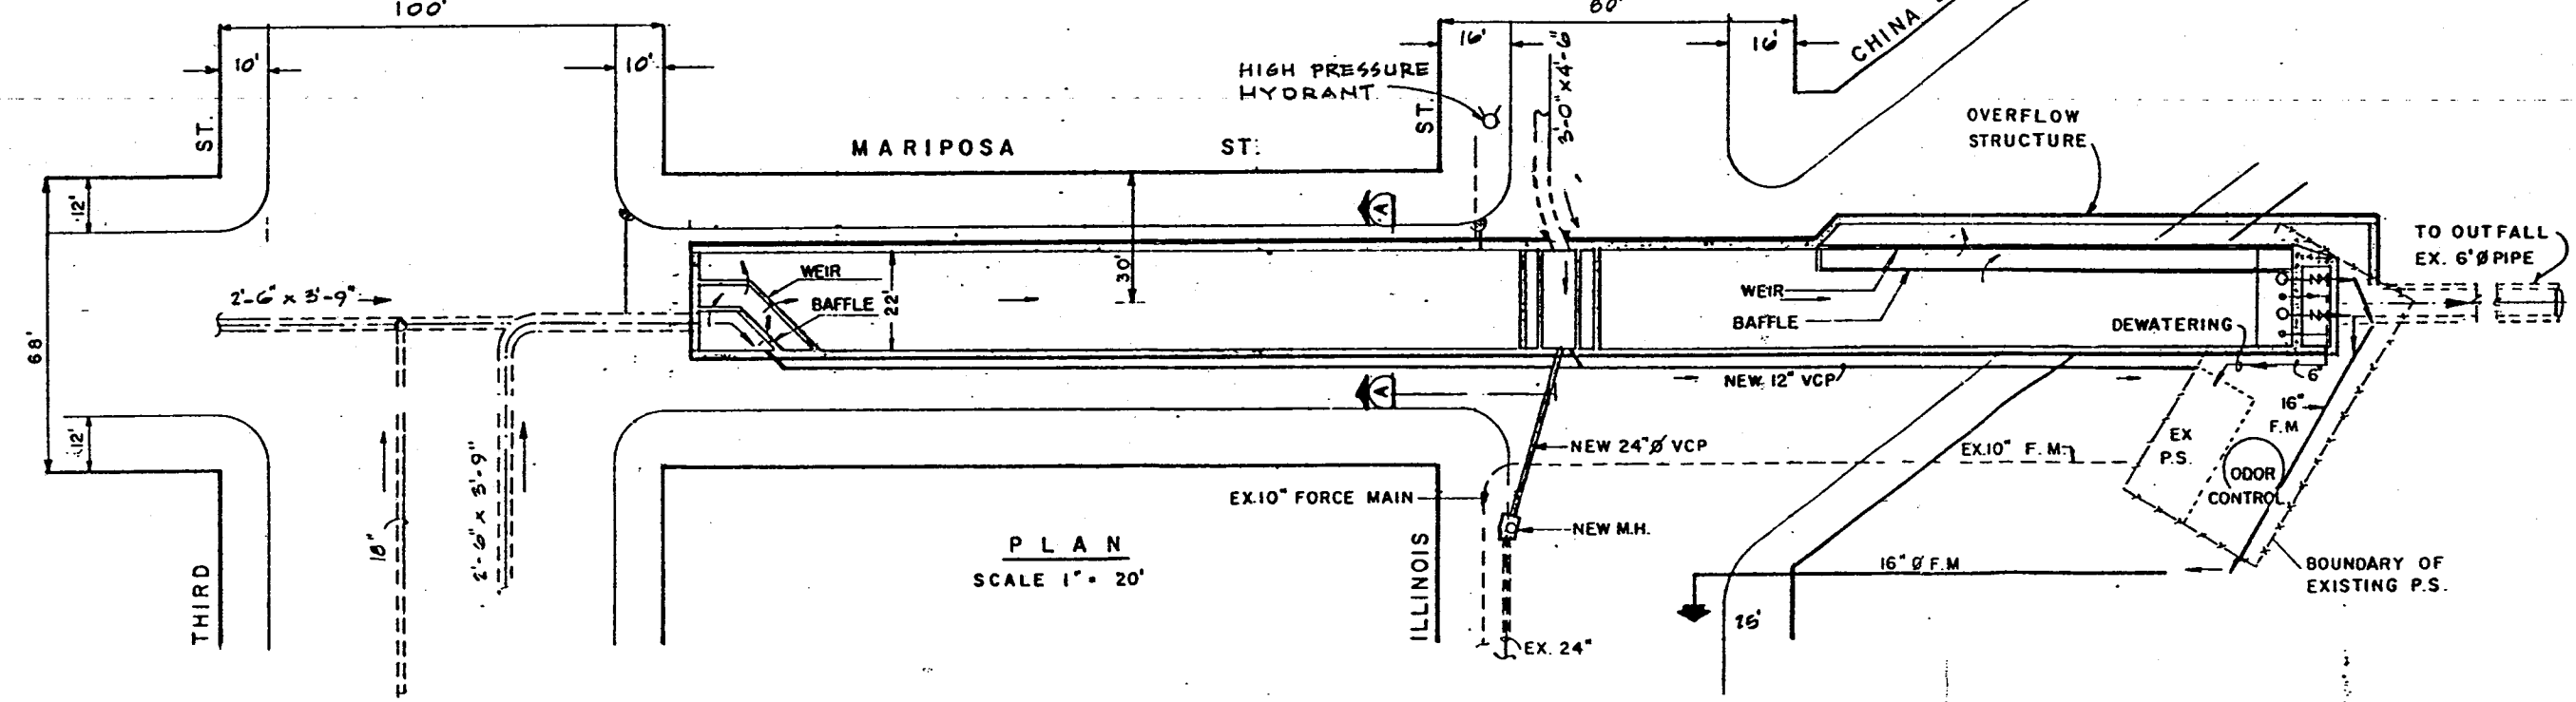 100'
80'
10'
10'
16'
16'
CHINA
HIGH PRESSURE
HYDRANT
3'-0" x 4'-6"
ST.
MARIPOSA ST.
ST.
OVERFLOW
STRUCTURE
12'
68'
12'
30'
A
TO OUTFALL
EX. 6'Ø PIPE
2'-6" x 3'-9"
WEIR
BAFFLE
22'
WEIR
BAFFLE
DEWATERING
6"
NEW 12" VCP
A
16"
F.M
NEW 24"Ø VCP
EX.10" F. M.
EX
P.S.
ODOR
CONTROL
EX.10" FORCE MAIN
NEW M.H.
18"
2'-6" x 3'-9"
PLAN
SCALE 1" = 20'
THIRD
ILLINOIS
16" Ø F.M
BOUNDARY OF
EXISTING P.S.
EX. 24"